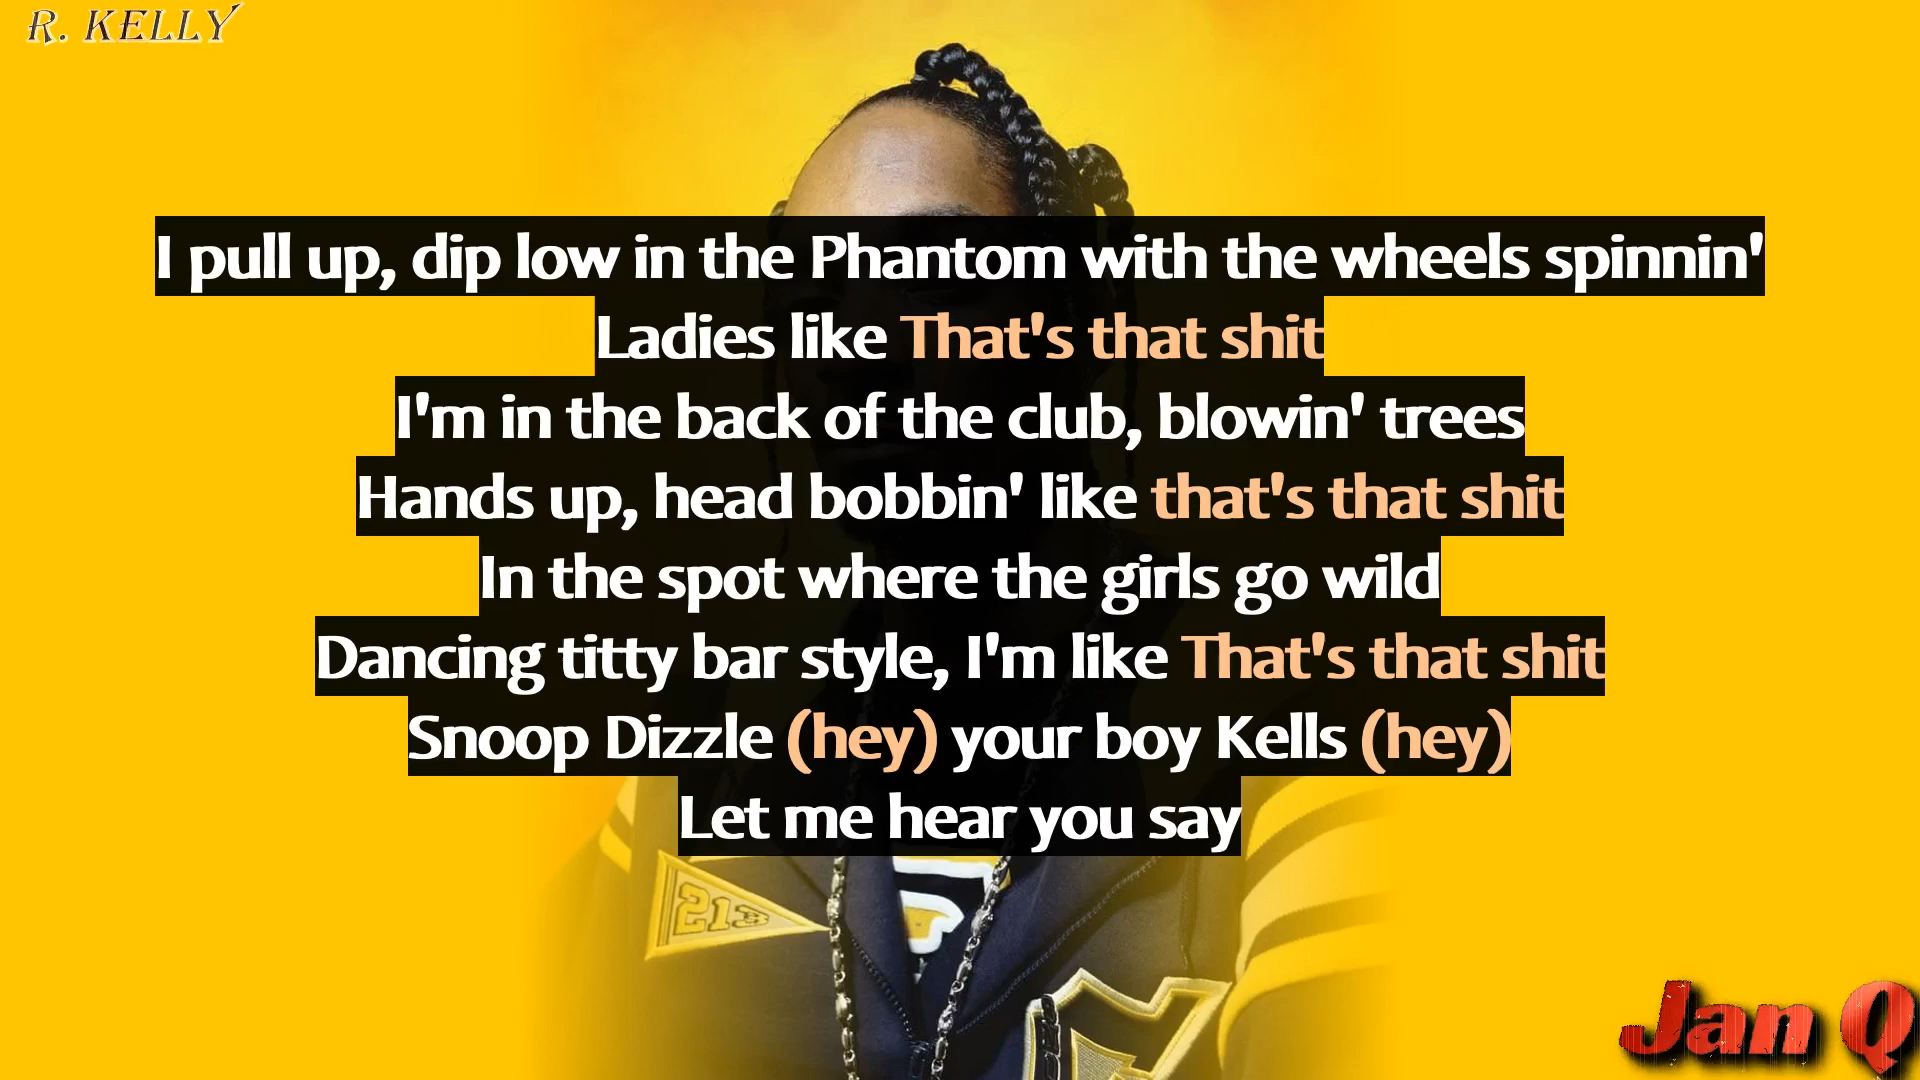 R. KELLY
I pull up, dip low in the Phantom with the wheels spinnin'
Ladies like That's that shit
I'm in the back of the club, blowin' trees
Hands up, head bobbin' like that's that shit
In the spot where the girls go wild
Dancing titty bar style, I'm like That's that shit
Snoop Dizzle (hey) your boy Kells (hey)
Let me hear you say
213
Jan Q